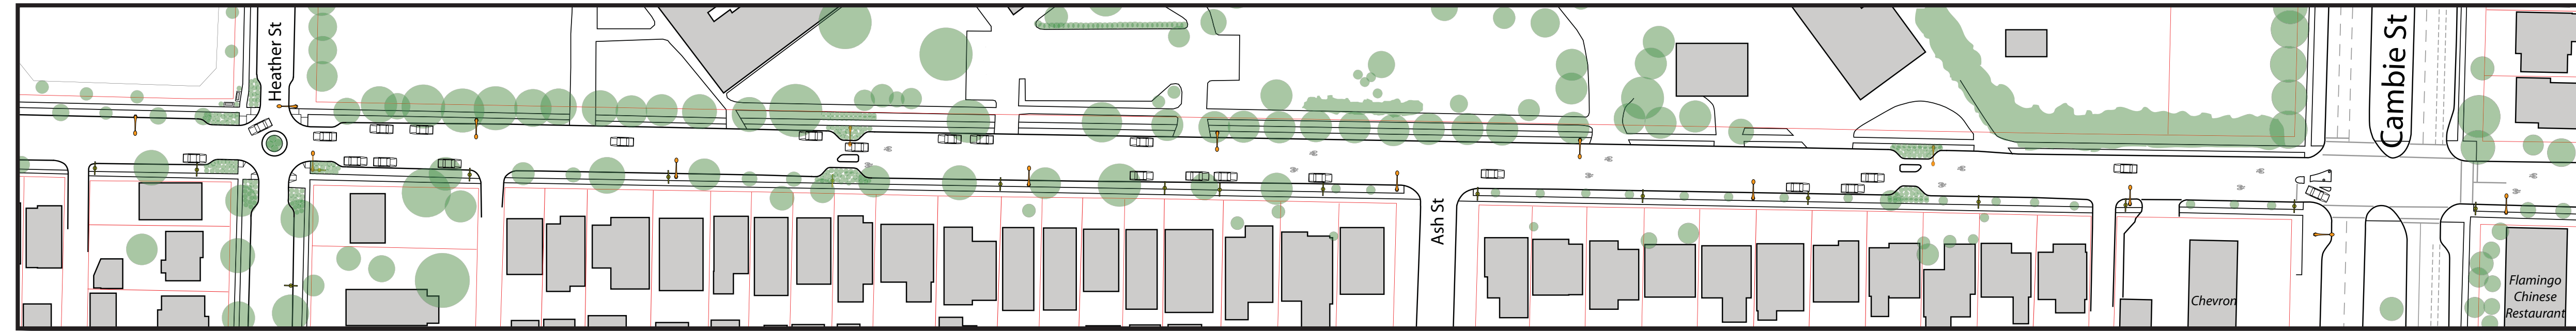 Heather St
Ash St
Cambie St
Chevron
Flamingo
Chinese
Restaurant